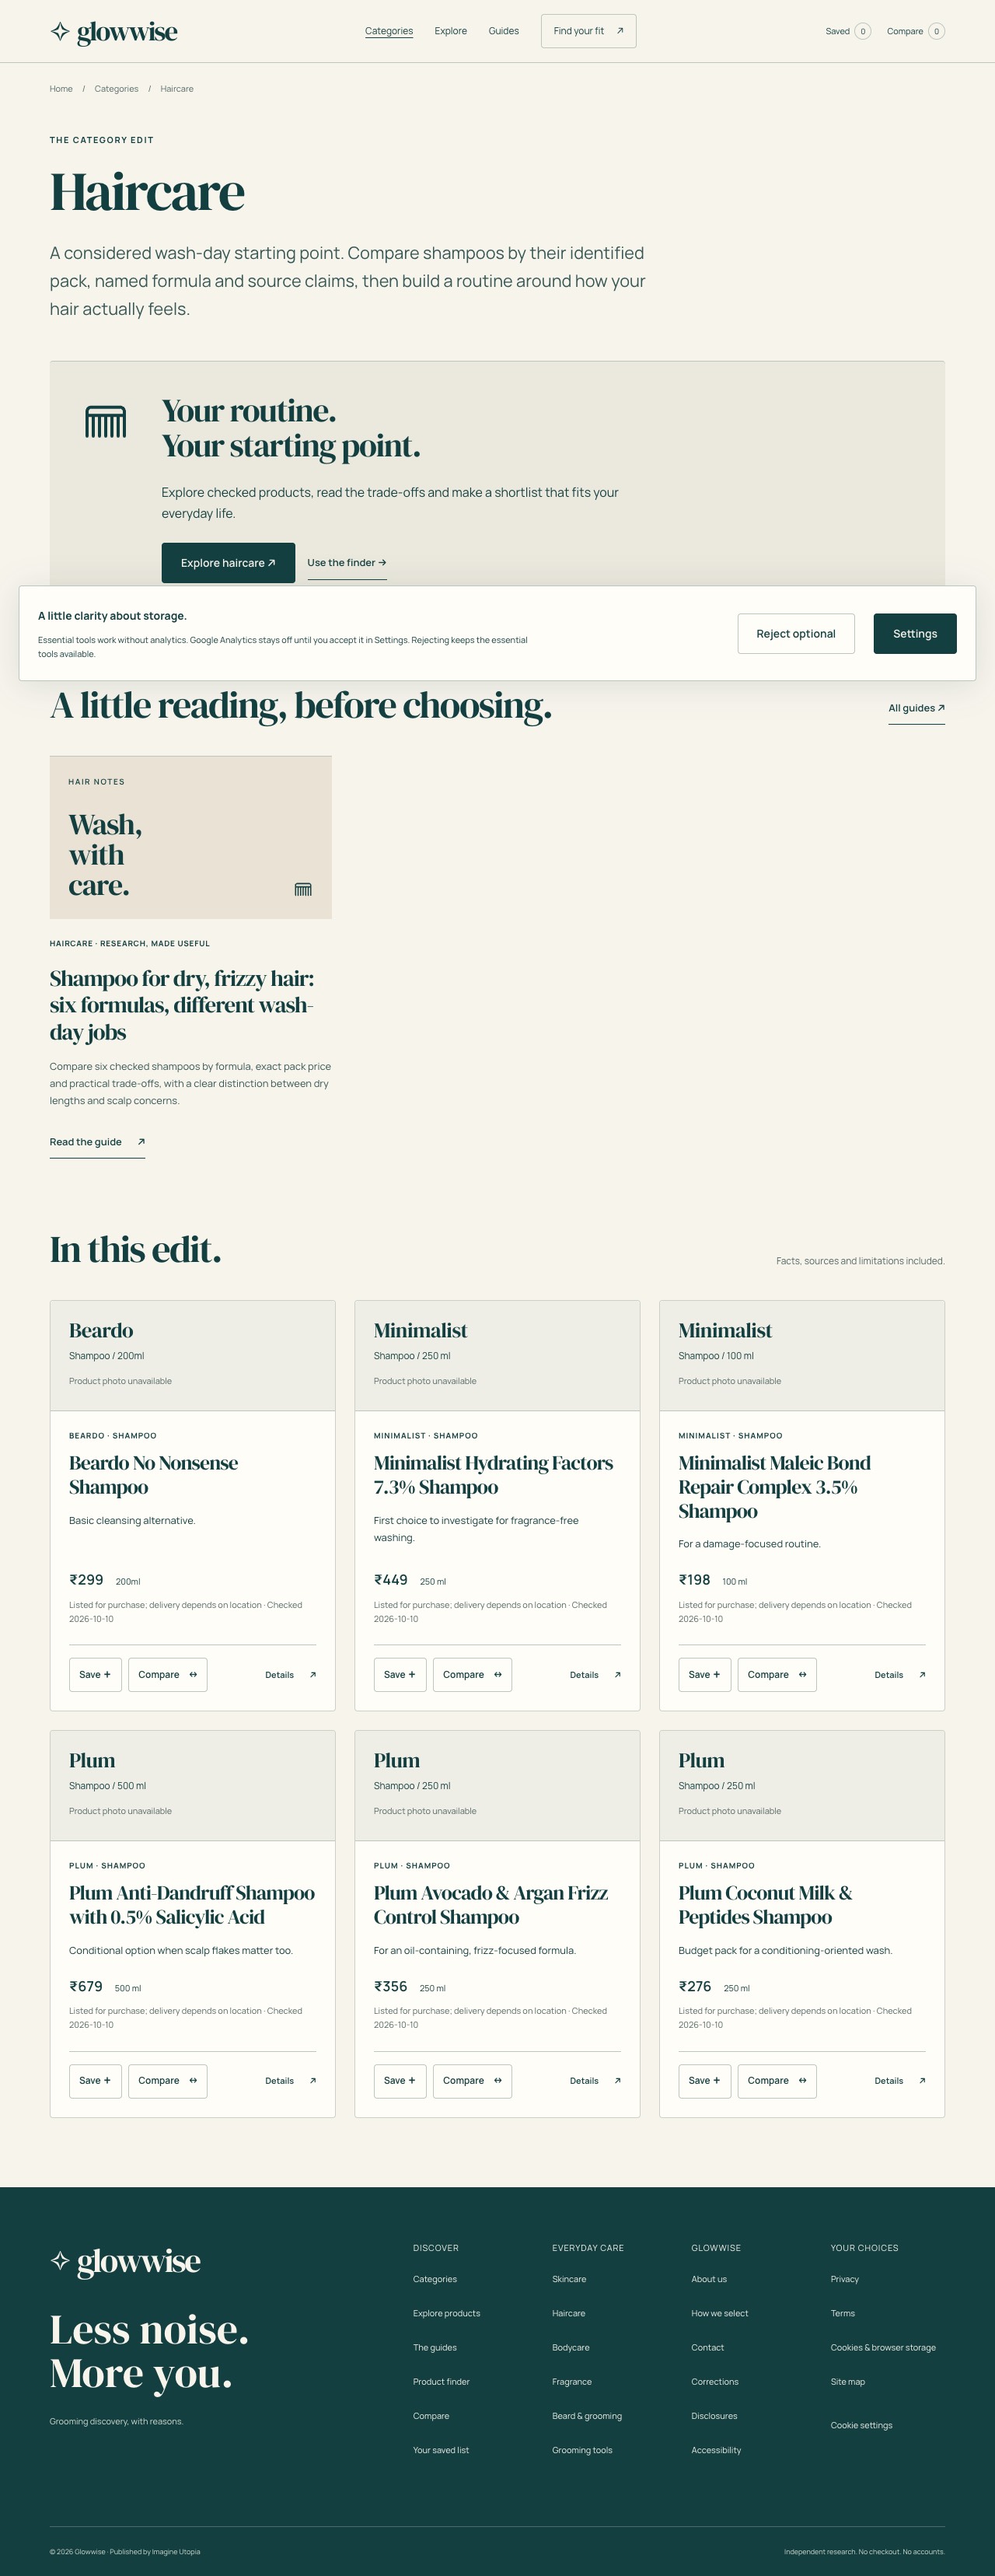 glowwise
Categories Explore Guides Find your fit ↗ Saved 0 Compare 0
Home / Categories / Haircare
THE CATEGORY EDIT
Haircare
A considered wash-day starting point. Compare shampoos by their identified
pack, named formula and source claims, then build a routine around how your
hair actually feels.
Your routine.
Your starting point.
Explore checked products, read the trade-offs and make a shortlist that fits your
everyday life.
Explore haircare ↗ Use the finder →
A little clarity about storage.
Essential tools work without analytics. Google Analytics stays off until you accept it in Settings. Rejecting keeps the essential
tools available.
Reject optional Settings
A little reading, before choosing.
All guides ↗
HAIR NOTES
Wash,
with
care.
HAIRCARE · RESEARCH, MADE USEFUL
Shampoo for dry, frizzy hair:
six formulas, different wash-
day jobs
Compare six checked shampoos by formula, exact pack price
and practical trade-offs, with a clear distinction between dry
lengths and scalp concerns.
Read the guide ↗
In this edit.
Facts, sources and limitations included.
Beardo
Shampoo / 200ml
Product photo unavailable
BEARDO · SHAMPOO
Beardo No Nonsense
Shampoo
Basic cleansing alternative.
₹299 200ml
Listed for purchase; delivery depends on location · Checked
2026-10-10
Save + Compare ↔ Details ↗
Minimalist
Shampoo / 250 ml
Product photo unavailable
MINIMALIST · SHAMPOO
Minimalist Hydrating Factors
7.3% Shampoo
First choice to investigate for fragrance-free
washing.
₹449 250 ml
Listed for purchase; delivery depends on location · Checked
2026-10-10
Save + Compare ↔ Details ↗
Minimalist
Shampoo / 100 ml
Product photo unavailable
MINIMALIST · SHAMPOO
Minimalist Maleic Bond
Repair Complex 3.5%
Shampoo
For a damage-focused routine.
₹198 100 ml
Listed for purchase; delivery depends on location · Checked
2026-10-10
Save + Compare ↔ Details ↗
Plum
Shampoo / 500 ml
Product photo unavailable
PLUM · SHAMPOO
Plum Anti-Dandruff Shampoo
with 0.5% Salicylic Acid
Conditional option when scalp flakes matter too.
₹679 500 ml
Listed for purchase; delivery depends on location · Checked
2026-10-10
Save + Compare ↔ Details ↗
Plum
Shampoo / 250 ml
Product photo unavailable
PLUM · SHAMPOO
Plum Avocado & Argan Frizz
Control Shampoo
For an oil-containing, frizz-focused formula.
₹356 250 ml
Listed for purchase; delivery depends on location · Checked
2026-10-10
Save + Compare ↔ Details ↗
Plum
Shampoo / 250 ml
Product photo unavailable
PLUM · SHAMPOO
Plum Coconut Milk &
Peptides Shampoo
Budget pack for a conditioning-oriented wash.
₹276 250 ml
Listed for purchase; delivery depends on location · Checked
2026-10-10
Save + Compare ↔ Details ↗
glowwise
Less noise.
More you.
Grooming discovery, with reasons.
DISCOVER
Categories
Explore products
The guides
Product finder
Compare
Your saved list
EVERYDAY CARE
Skincare
Haircare
Bodycare
Fragrance
Beard & grooming
Grooming tools
GLOWWISE
About us
How we select
Contact
Corrections
Disclosures
Accessibility
YOUR CHOICES
Privacy
Terms
Cookies & browser storage
Site map
Cookie settings
© 2026 Glowwise · Published by Imagine Utopia
Independent research. No checkout. No accounts.